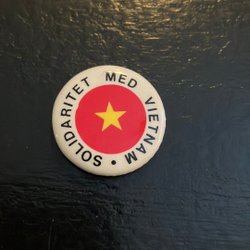 SOLIDARITET MED VIETNAM •